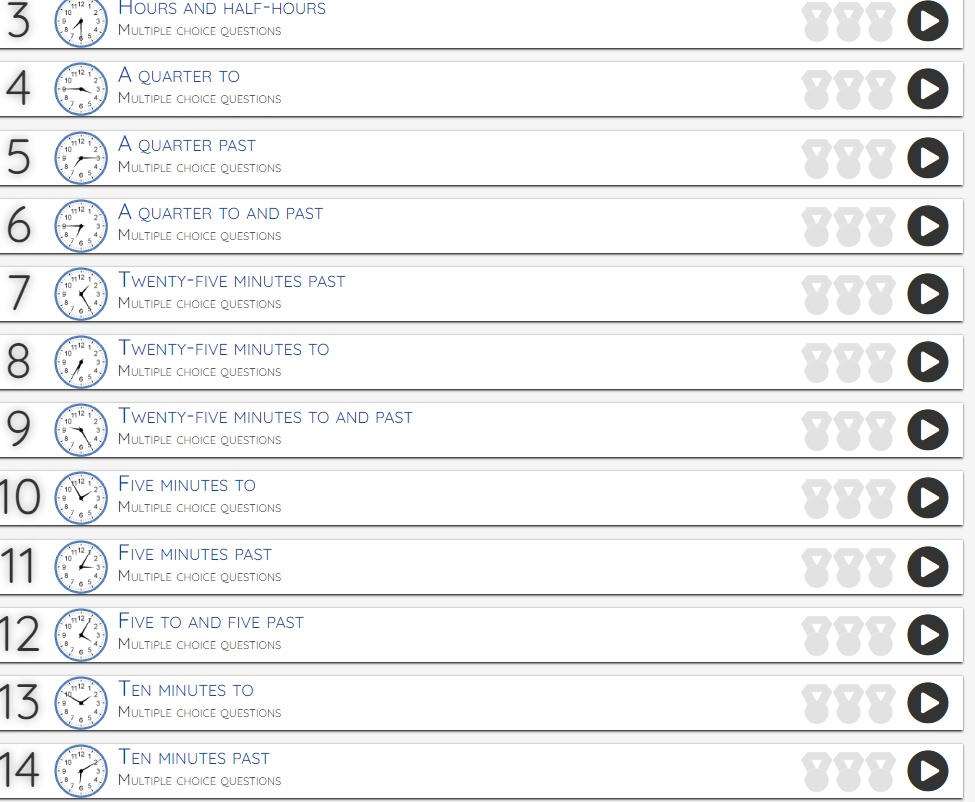 3
Hours and half-hours
Multiple choice questions
4
A quarter to
Multiple choice questions
5
A quarter past
Multiple choice questions
6
A quarter to and past
Multiple choice questions
7
Twenty-five minutes past
Multiple choice questions
8
Twenty-five minutes to
Multiple choice questions
9
Twenty-five minutes to and past
Multiple choice questions
10
Five minutes to
Multiple choice questions
11
Five minutes past
Multiple choice questions
12
Five to and five past
Multiple choice questions
13
Ten minutes to
Multiple choice questions
14
Ten minutes past
Multiple choice questions